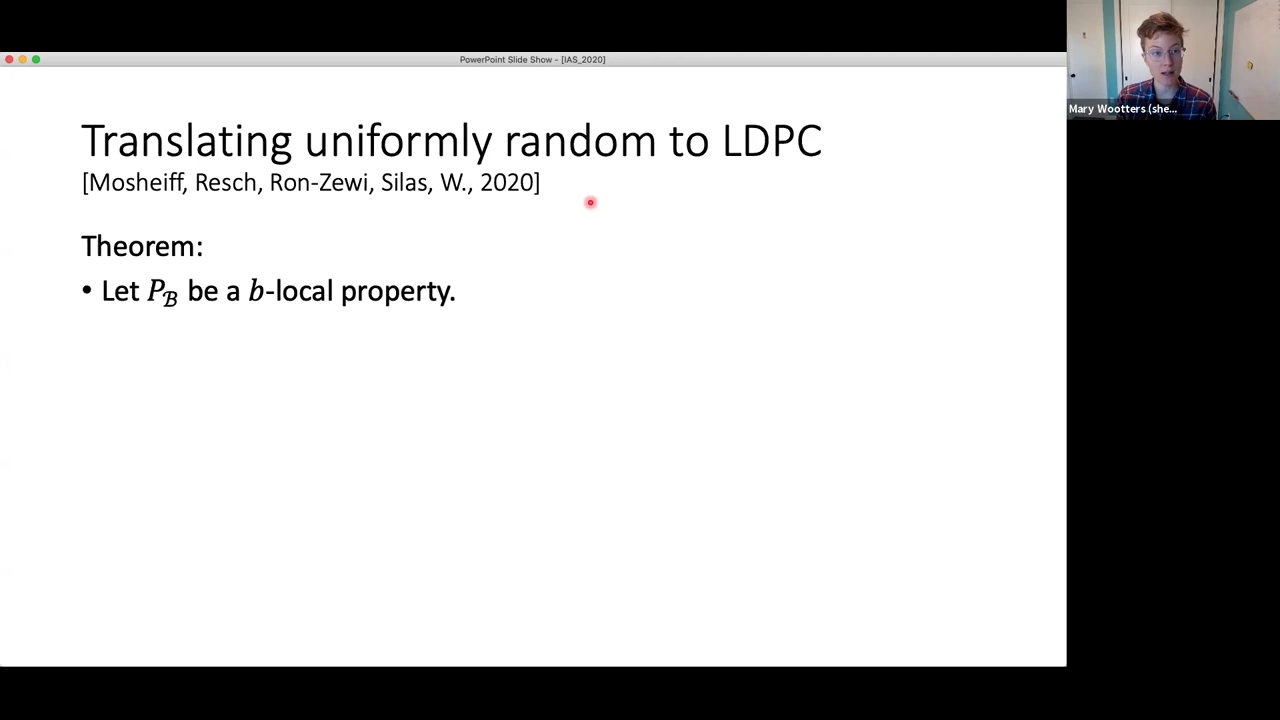 PowerPoint Slide Show - [IAS_2020]
Translating uniformly random to LDPC
[Mosheiff, Resch, Ron-Zewi, Silas, W., 2020]
Theorem:
• Let 𝑃_ℬ be a 𝑏-local property.
Mary Wootters (she...